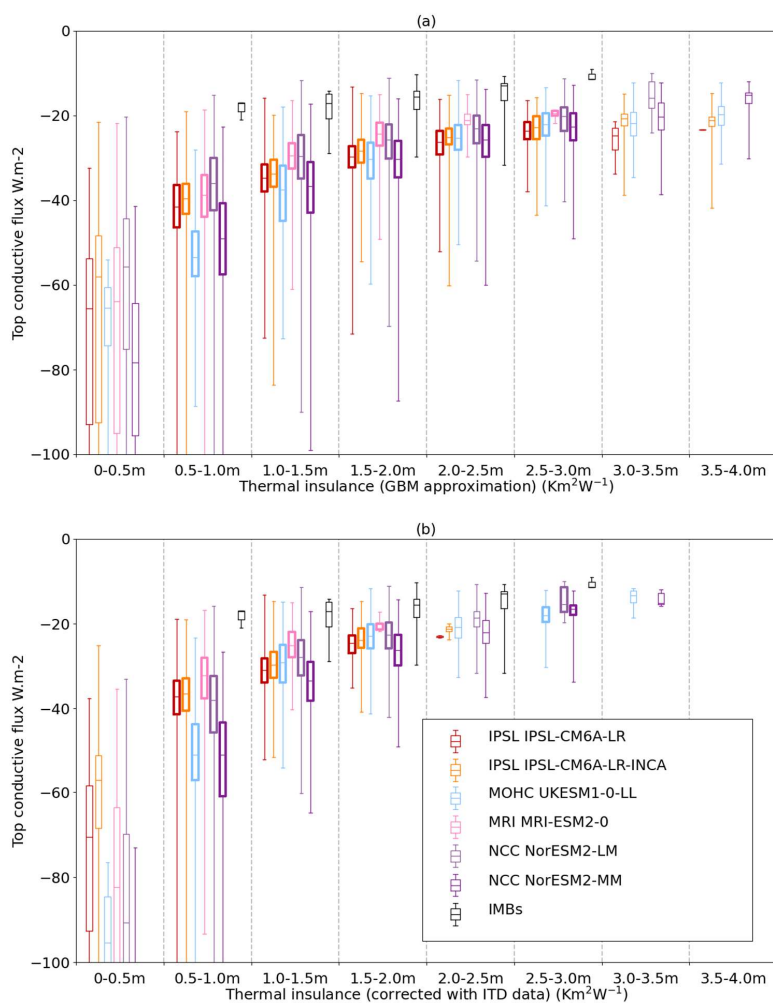 (a)
Top conductive flux W.m-2
0
−20
−40
−60
−80
−100
0-0.5m 0.5-1.0m 1.0-1.5m 1.5-2.0m 2.0-2.5m 2.5-3.0m 3.0-3.5m 3.5-4.0m
Thermal insulance (GBM approximation) (Km²W⁻¹)
(b)
Top conductive flux W.m-2
0
−20
−40
−60
−80
−100
IPSL IPSL-CM6A-LR
IPSL IPSL-CM6A-LR-INCA
MOHC UKESM1-0-LL
MRI MRI-ESM2-0
NCC NorESM2-LM
NCC NorESM2-MM
IMBs
0-0.5m 0.5-1.0m 1.0-1.5m 1.5-2.0m 2.0-2.5m 2.5-3.0m 3.0-3.5m 3.5-4.0m
Thermal insulance (corrected with ITD data) (Km²W⁻¹)